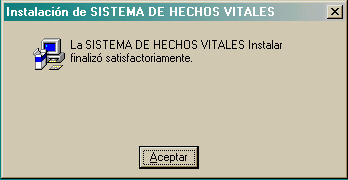 Instalación de SISTEMA DE HECHOS VITALES
La SISTEMA DE HECHOS VITALES Instalar
finalizó satisfactoriamente.
Aceptar